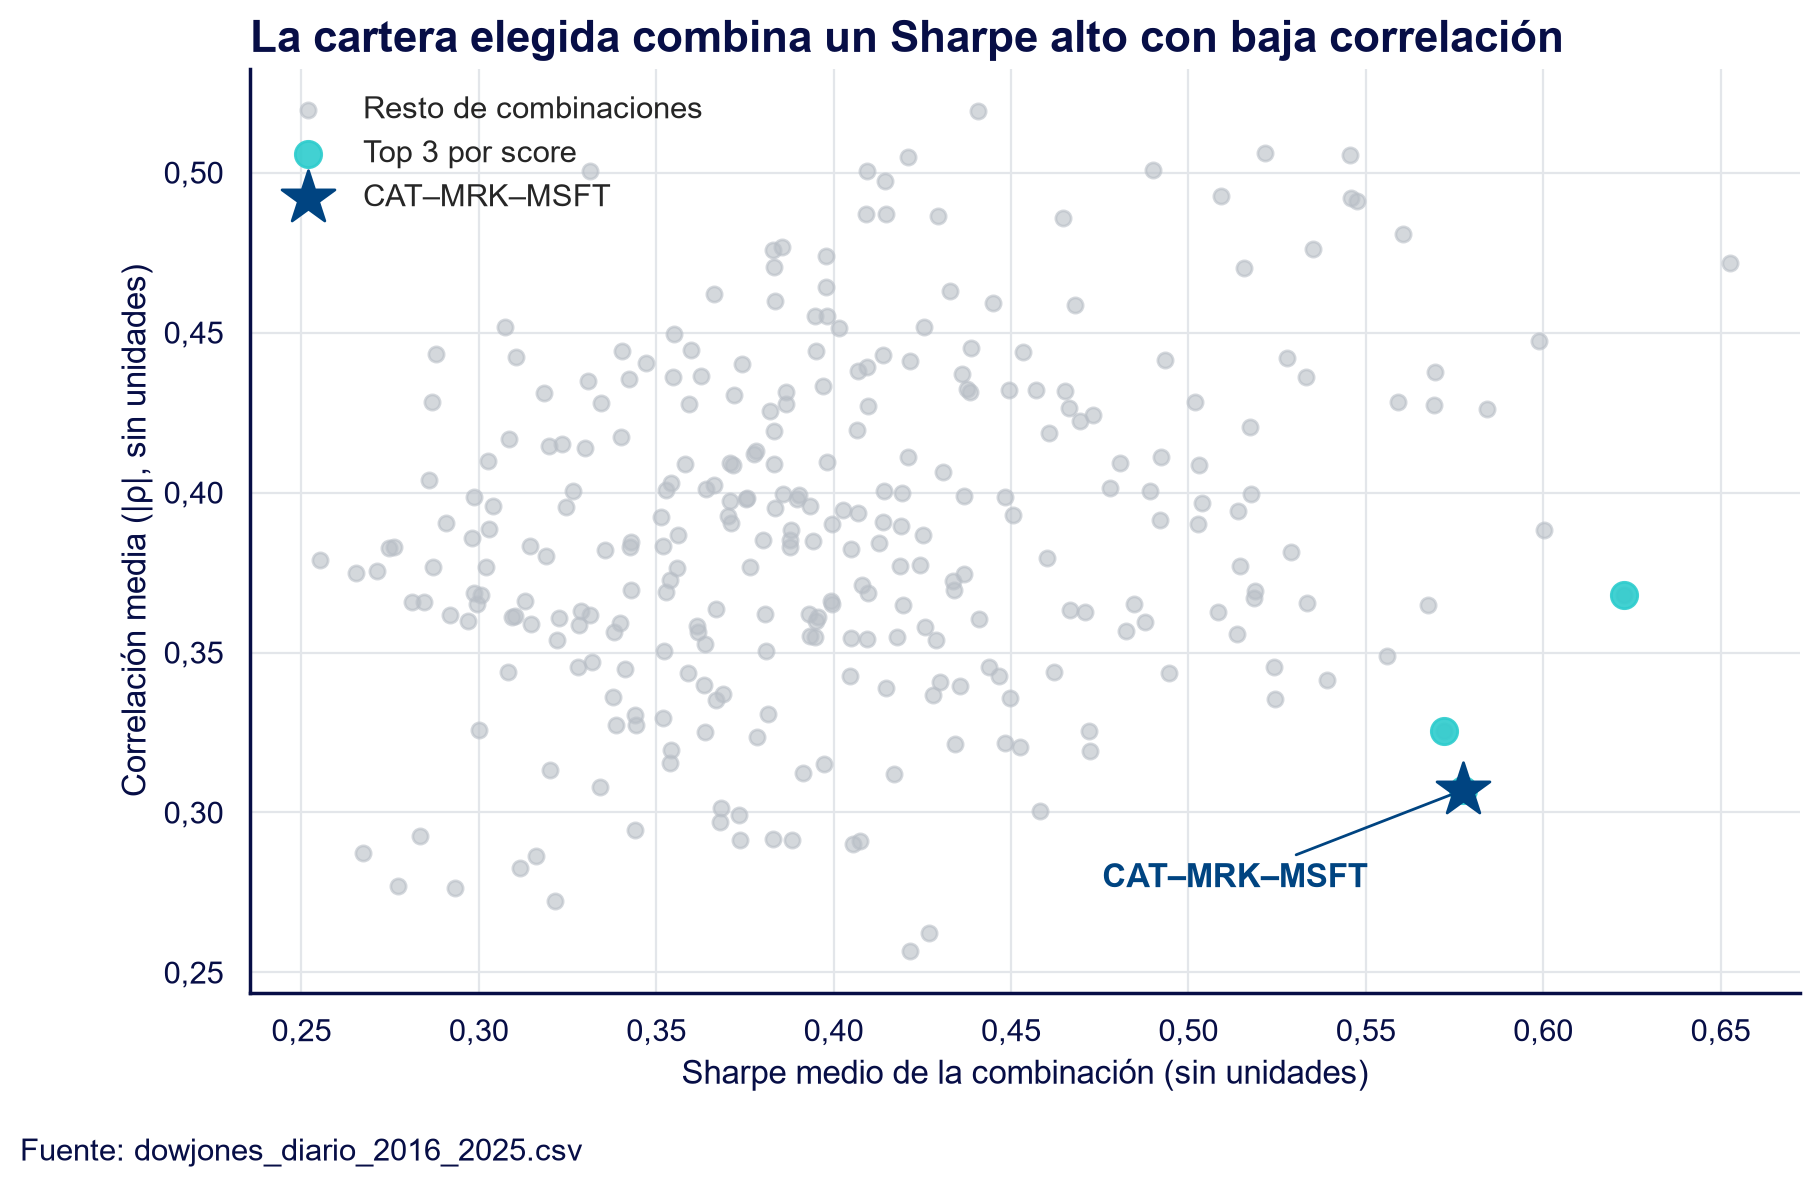 La cartera elegida combina un Sharpe alto con baja correlación
Resto de combinaciones
Top 3 por score
CAT–MRK–MSFT
Correlación media (|ρ|, sin unidades)
0,50
0,45
0,40
0,35
0,30
0,25
CAT–MRK–MSFT
0,25 0,30 0,35 0,40 0,45 0,50 0,55 0,60 0,65
Sharpe medio de la combinación (sin unidades)
Fuente: dowjones_diario_2016_2025.csv